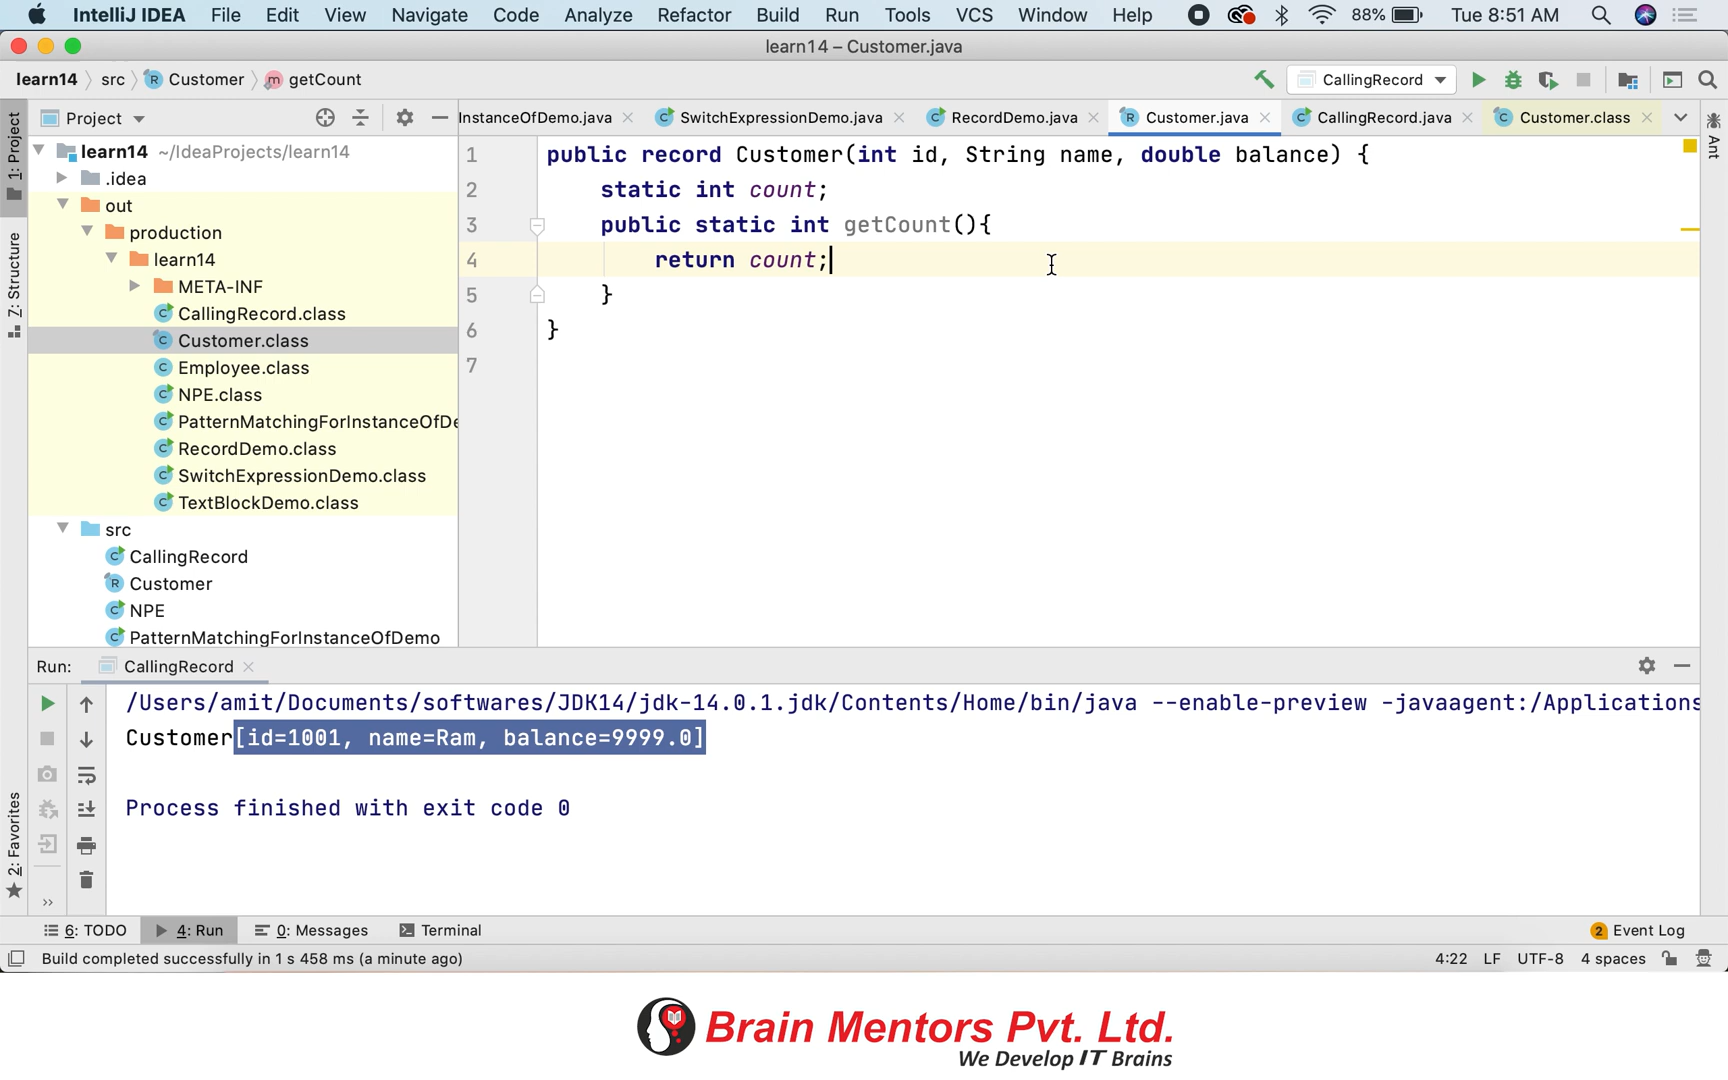 IntelliJ IDEA File Edit View Navigate Code Analyze Refactor Build Run Tools VCS Window Help 88% Tue 8:51 AM
learn14 – Customer.java
learn14 src Customer getCount
CallingRecord
Project
InstanceOfDemo.java SwitchExpressionDemo.java RecordDemo.java Customer.java CallingRecord.java Customer.class
1: Project
Z: Structure
2: Favorites
Ant
learn14 ~/IdeaProjects/learn14
.idea
out
production
learn14
META-INF
CallingRecord.class
Customer.class
Employee.class
NPE.class
PatternMatchingForInstanceOfDe
RecordDemo.class
SwitchExpressionDemo.class
TextBlockDemo.class
src
CallingRecord
Customer
NPE
PatternMatchingForInstanceOfDemo
1 public record Customer(int id, String name, double balance) {
2 static int count;
3 public static int getCount(){
4 return count;
5 }
6 }
7
Run: CallingRecord
/Users/amit/Documents/softwares/JDK14/jdk-14.0.1.jdk/Contents/Home/bin/java --enable-preview -javaagent:/Applications
Customer[id=1001, name=Ram, balance=9999.0]
Process finished with exit code 0
6: TODO 4: Run 0: Messages Terminal 2 Event Log
Build completed successfully in 1 s 458 ms (a minute ago) 4:22 LF UTF-8 4 spaces
Brain Mentors Pvt. Ltd.
We Develop IT Brains